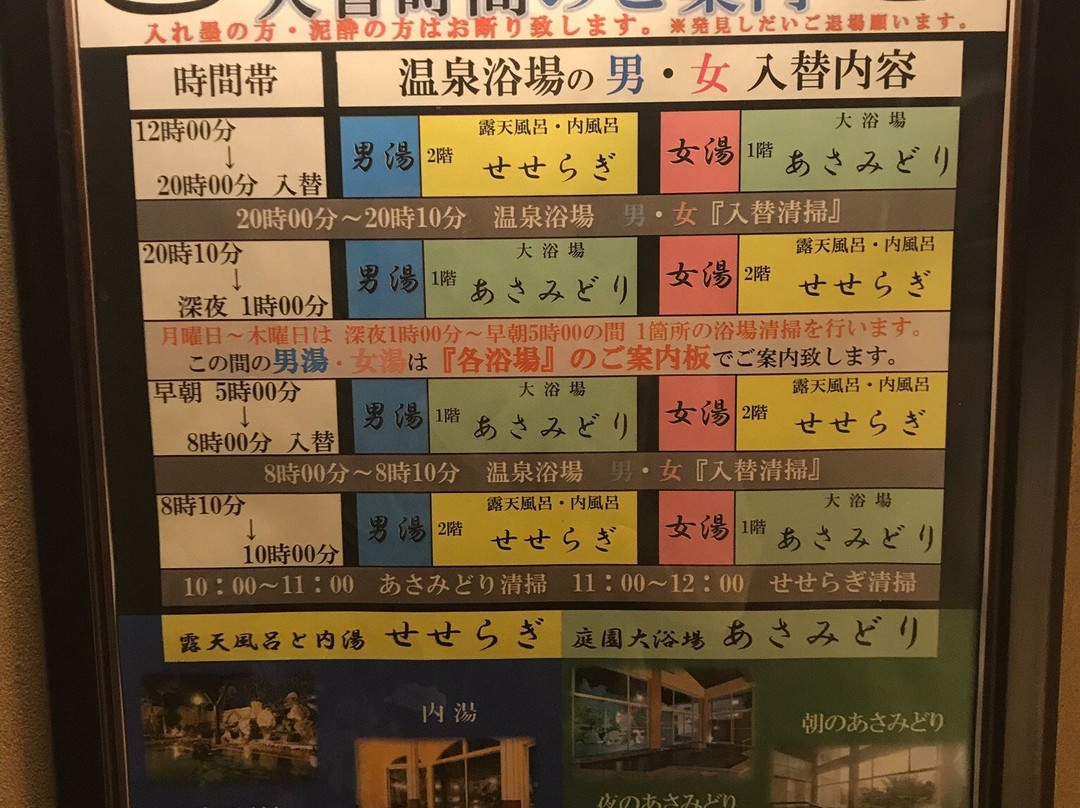 入替時間のご案内
入れ墨の方・泥酔の方はお断り致します。※発見しだいご退場願います。
時間帯 温泉浴場の 男・女 入替内容
12時00分
↓
20時00分 入替
男湯 2階 露天風呂・内風呂 せせらぎ
女湯 1階 大浴場 あさみどり
20時00分～20時10分 温泉浴場 男・女『入替清掃』
20時10分
↓
深夜 1時00分
男湯 1階 大浴場 あさみどり
女湯 2階 露天風呂・内風呂 せせらぎ
月曜日～木曜日は 深夜1時00分～早朝5時00の間 1箇所の浴場清掃を行います。
この間の男湯・女湯は『各浴場』のご案内板でご案内致します。
早朝 5時00分
↓
8時00分 入替
男湯 1階 大浴場 あさみどり
女湯 2階 露天風呂・内風呂 せせらぎ
8時00分～8時10分 温泉浴場 男・女『入替清掃』
8時10分
↓
10時00分
男湯 2階 露天風呂・内風呂 せせらぎ
女湯 1階 大浴場 あさみどり
10：00～11：00 あさみどり清掃 11：00～12：00 せせらぎ清掃
露天風呂と内湯 せせらぎ 庭園大浴場 あさみどり
内湯
朝のあさみどり
夜のあさみどり